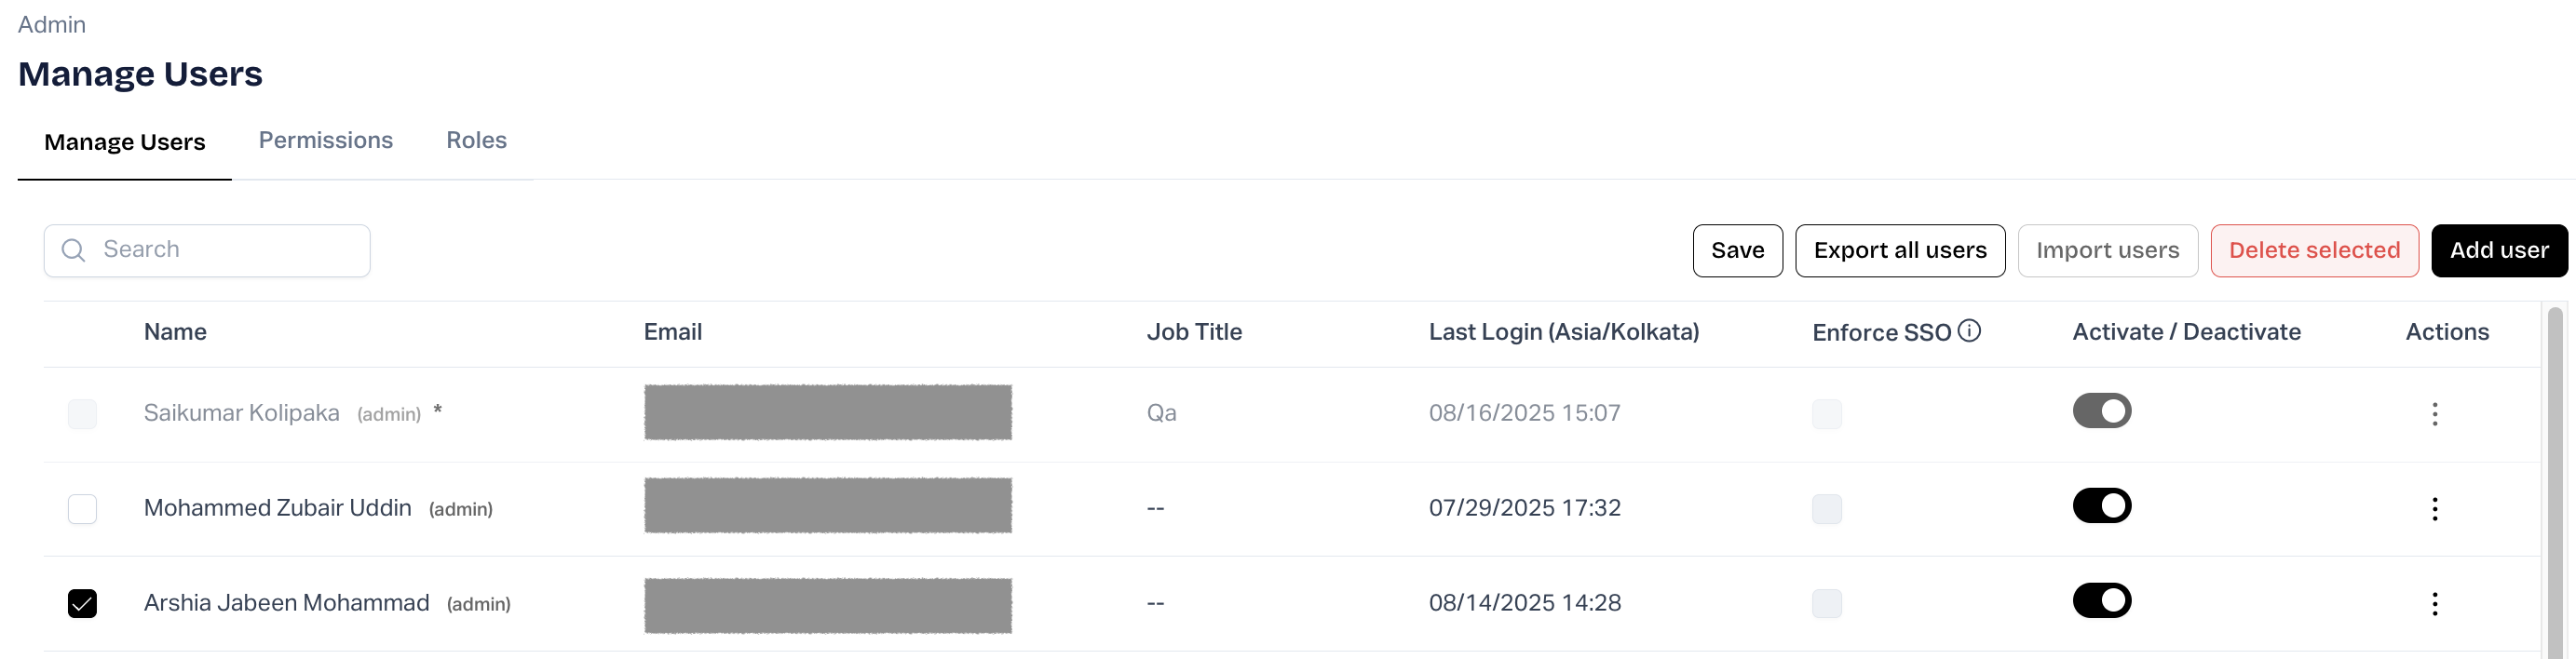 Admin
Manage Users
Manage Users Permissions Roles
Search Save Export all users Import users Delete selected Add user
Name Email Job Title Last Login (Asia/Kolkata) Enforce SSO Activate / Deactivate Actions
Saikumar Kolipaka (admin) * Qa 08/16/2025 15:07
Mohammed Zubair Uddin (admin) -- 07/29/2025 17:32
Arshia Jabeen Mohammad (admin) -- 08/14/2025 14:28